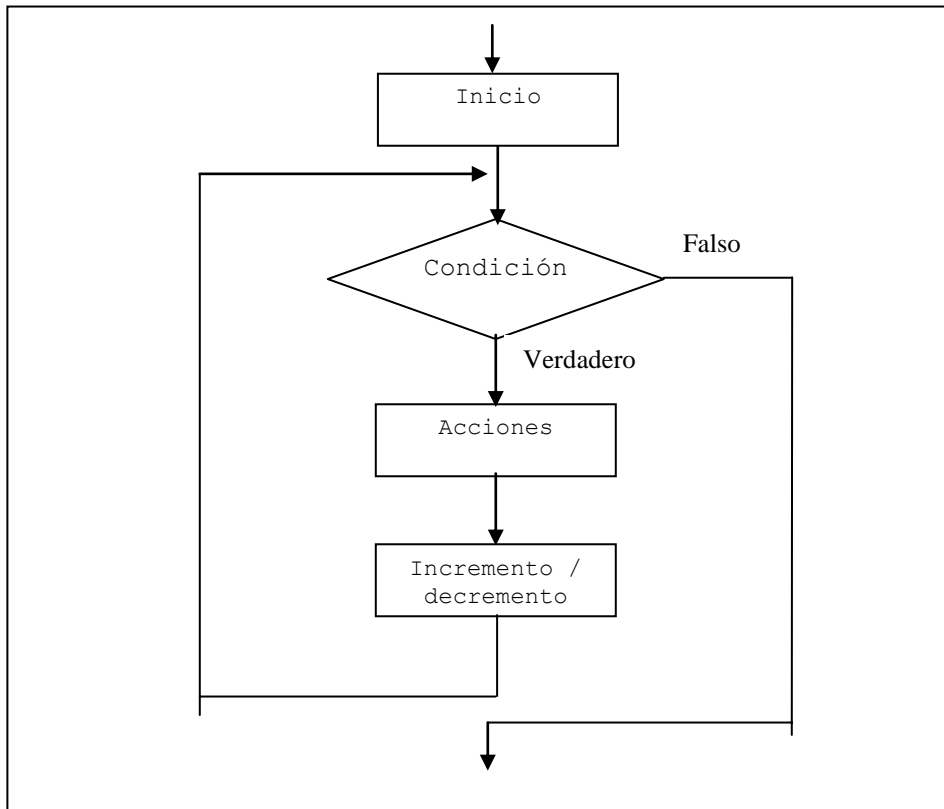 Inicio
Condición
Falso
Verdadero
Acciones
Incremento /
decremento